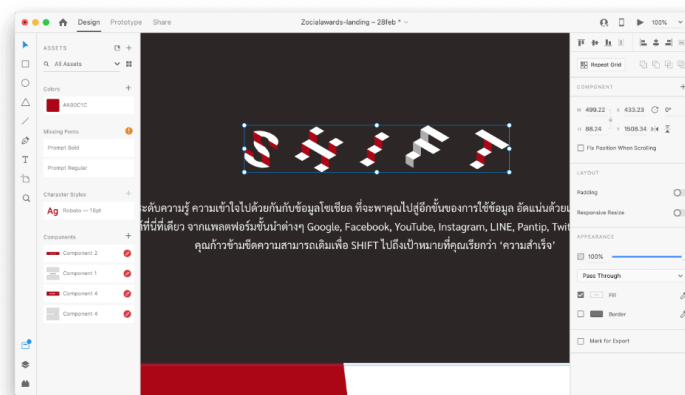 Design Prototype Share
Zocialawards-landing – 28feb *
100%
ASSETS
All Assets
Colors
Missing Fonts
Prompt Bold
Prompt Regular
Character Styles
Ag Roboto — 16pt
Components
Component 2
Component 1
Component 4
Component 4
SHIFT
ระดับความรู้ ความเข้าใจไปด้วยกันกับข้อมูลโซเชียล ที่จะพาคุณไปสู่อีกขั้นของการใช้ข้อมูล อัดแน่นด้วย
ที่นี่ที่เดียว จากแพลตฟอร์มชั้นนำต่างๆ Google, Facebook, YouTube, Instagram, LINE, Pantip, Twit
คุณก้าวข้ามขีดความสามารถเดิมเพื่อ SHIFT ไปถึงเป้าหมายที่คุณเรียกว่า ‘ความสำเร็จ’
Repeat Grid
COMPONENT
W 499.22 X 433.23 0°
H 88.24 Y 1508.34
Fix Position When Scrolling
LAYOUT
Padding
Responsive Resize
APPEARANCE
100%
Pass Through
Fill
Border
Mark for Export